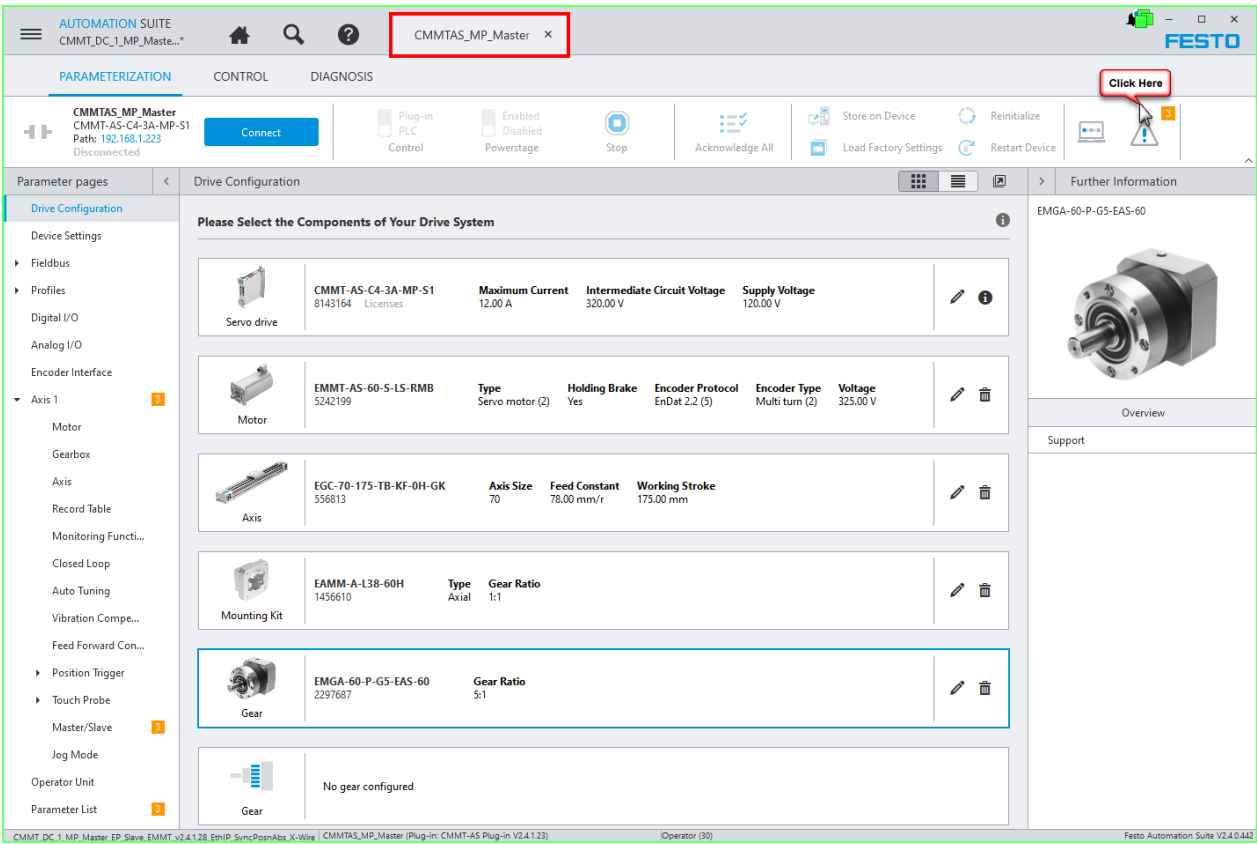 AUTOMATION SUITE
CMMT_DC_1_MP_Maste...*
CMMTAS_MP_Master ×
FESTO
PARAMETERIZATION CONTROL DIAGNOSIS
Click Here
CMMTAS_MP_Master
CMMT-AS-C4-3A-MP-S1
Path: 192.168.1.223
Disconnected
Connect
Plug-in
PLC
Control
Enabled
Disabled
Powerstage
Stop
Acknowledge All
Store on Device
Load Factory Settings
Reinitialize
Restart Device
3
Parameter pages
Drive Configuration
Device Settings
Fieldbus
Profiles
Digital I/O
Analog I/O
Encoder Interface
Axis 1 3
Motor
Gearbox
Axis
Record Table
Monitoring Functi...
Closed Loop
Auto Tuning
Vibration Compe...
Feed Forward Con...
Position Trigger
Touch Probe
Master/Slave 3
Jog Mode
Operator Unit
Parameter List 3
Drive Configuration
Please Select the Components of Your Drive System
Servo drive
CMMT-AS-C4-3A-MP-S1 Maximum Current Intermediate Circuit Voltage Supply Voltage
8143164 Licenses 12.00 A 320.00 V 120.00 V
Motor
EMMT-AS-60-S-LS-RMB Type Holding Brake Encoder Protocol Encoder Type Voltage
5242199 Servo motor (2) Yes EnDat 2.2 (5) Multi turn (2) 325.00 V
Axis
EGC-70-175-TB-KF-0H-GK Axis Size Feed Constant Working Stroke
556813 70 78.00 mm/r 175.00 mm
Mounting Kit
EAMM-A-L38-60H Type Gear Ratio
1456610 Axial 1:1
Gear
EMGA-60-P-G5-EAS-60 Gear Ratio
2297687 5:1
Gear
No gear configured
Further Information
EMGA-60-P-G5-EAS-60
Overview
Support
CMMT_DC_1_MP_Master_EP_Slave_EMMT_v2.4.1.28_EthIP_SyncPosnAbs_X-Wire CMMTAS_MP_Master (Plug-in: CMMT-AS Plug-in V2.4.1.23) Operator (30) Festo Automation Suite V2.4.0.442